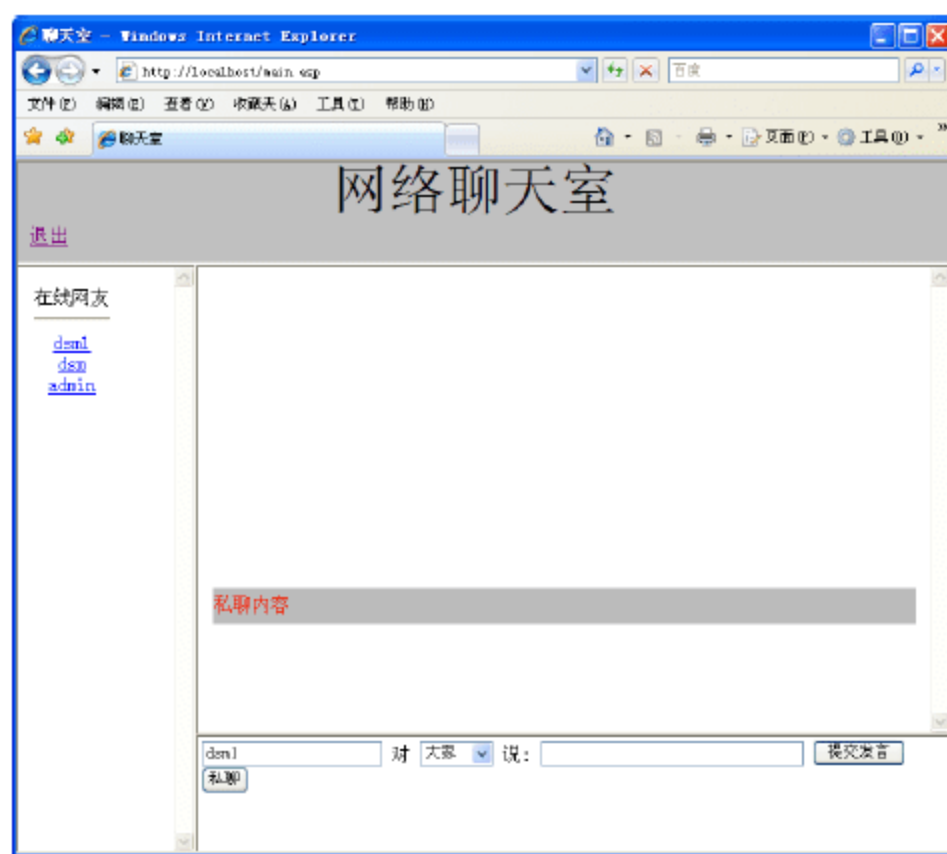 聊天室 - Windows Internet Explorer
http://localhost/main.asp 百度
文件(F) 编辑(E) 查看(V) 收藏夹(A) 工具(T) 帮助(H)
聊天室 页面(P) 工具(O) »
网络聊天室
退出
在线网友
dsm1
dsm
admin
私聊内容
dsm1 对 大家 说: 提交发言
私聊